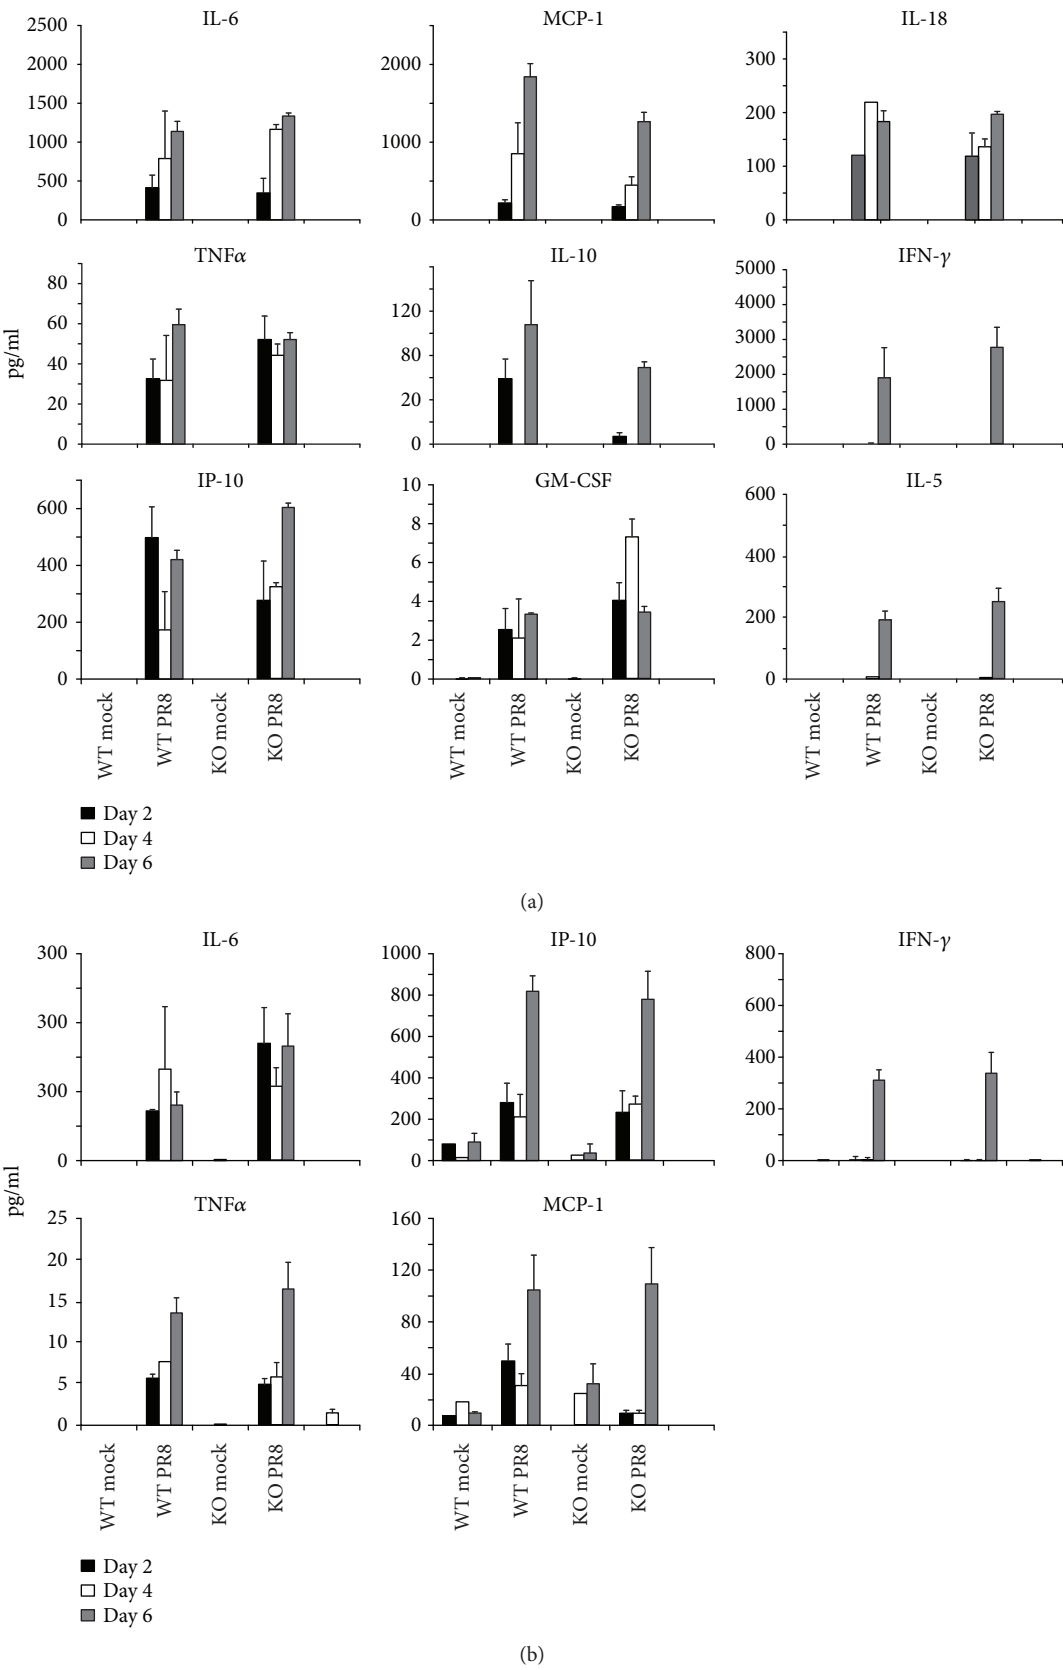 IL-6
2500
2000
1500
1000
500
0
MCP-1
2000
1000
0
IL-18
300
200
100
0
pg/ml
TNFα
80
60
40
20
0
IL-10
120
80
20
0
IFN-γ
5000
4000
3000
2000
1000
0
IP-10
600
400
200
0
GM-CSF
10
8
6
4
2
0
IL-5
600
400
200
0
WT mock
WT PR8
KO mock
KO PR8
WT mock
WT PR8
KO mock
KO PR8
WT mock
WT PR8
KO mock
KO PR8
Day 2
Day 4
Day 6
(a)
IL-6
300
300
300
0
IP-10
1000
800
600
400
200
0
IFN-γ
800
600
400
200
0
pg/ml
TNFα
25
20
15
10
5
0
MCP-1
160
120
80
40
0
WT mock
WT PR8
KO mock
KO PR8
WT mock
WT PR8
KO mock
KO PR8
Day 2
Day 4
Day 6
(b)